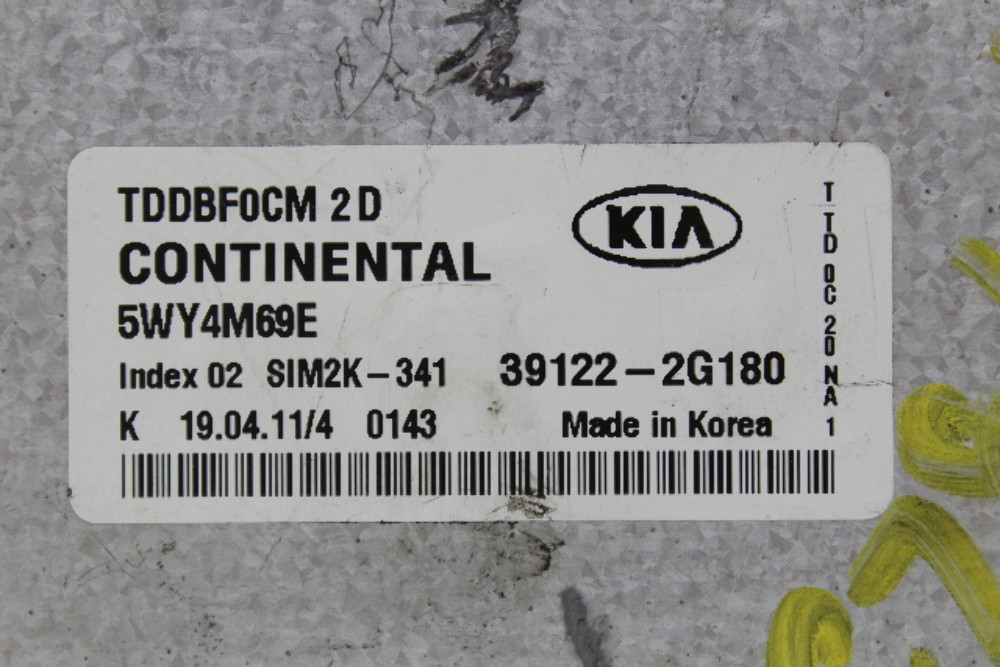 TDDBF0CM 2D
KIA
CONTINENTAL
5WY4M69E
Index 02 SIM2K-341 39122-2G180
K 19.04.11/4 0143 Made in Korea
T TD 0C 20 NA 1